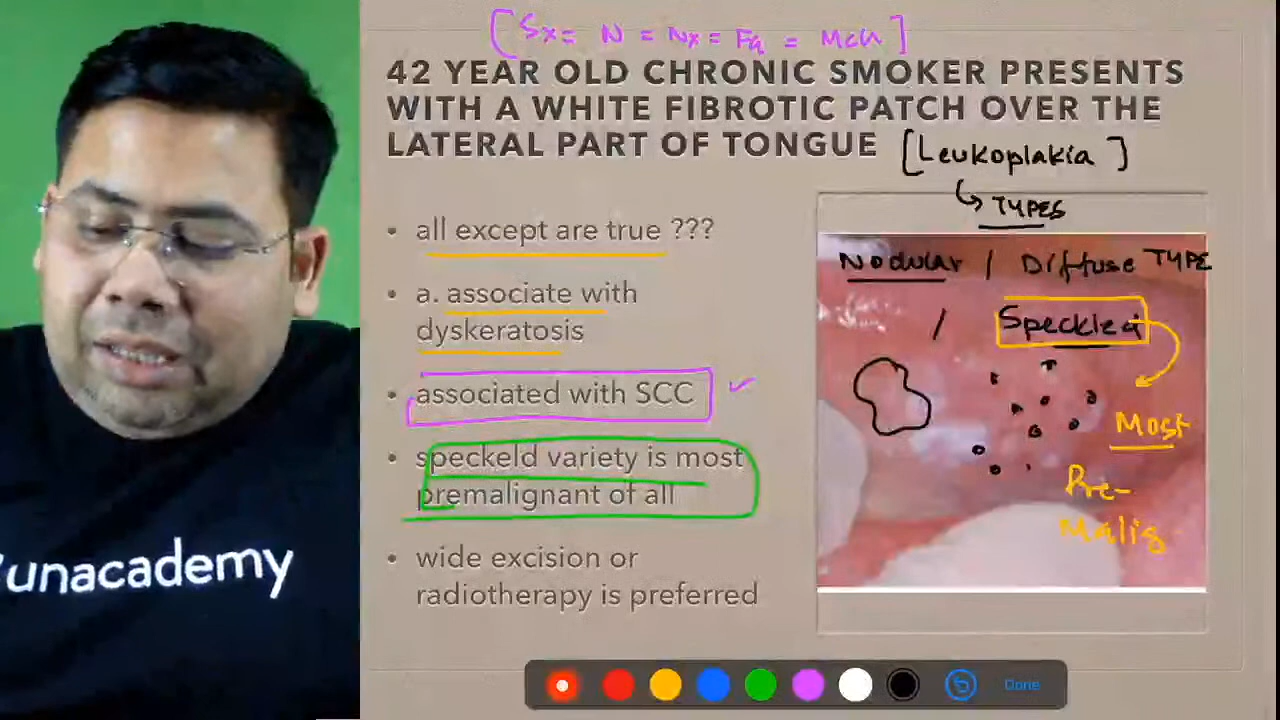 [Sx = N = Nx = Fq = Mcq]
42 YEAR OLD CHRONIC SMOKER PRESENTS
WITH A WHITE FIBROTIC PATCH OVER THE
LATERAL PART OF TONGUE [Leukoplakia]
TYPES
• all except are true ???
• a. associate with
dyskeratosis
• associated with SCC
• speckeld variety is most
premalignant of all
• wide excision or
radiotherapy is preferred
Nodular / Diffuse TYPE
/ Speckled
Most
Pre-
Malig
unacademy
Done